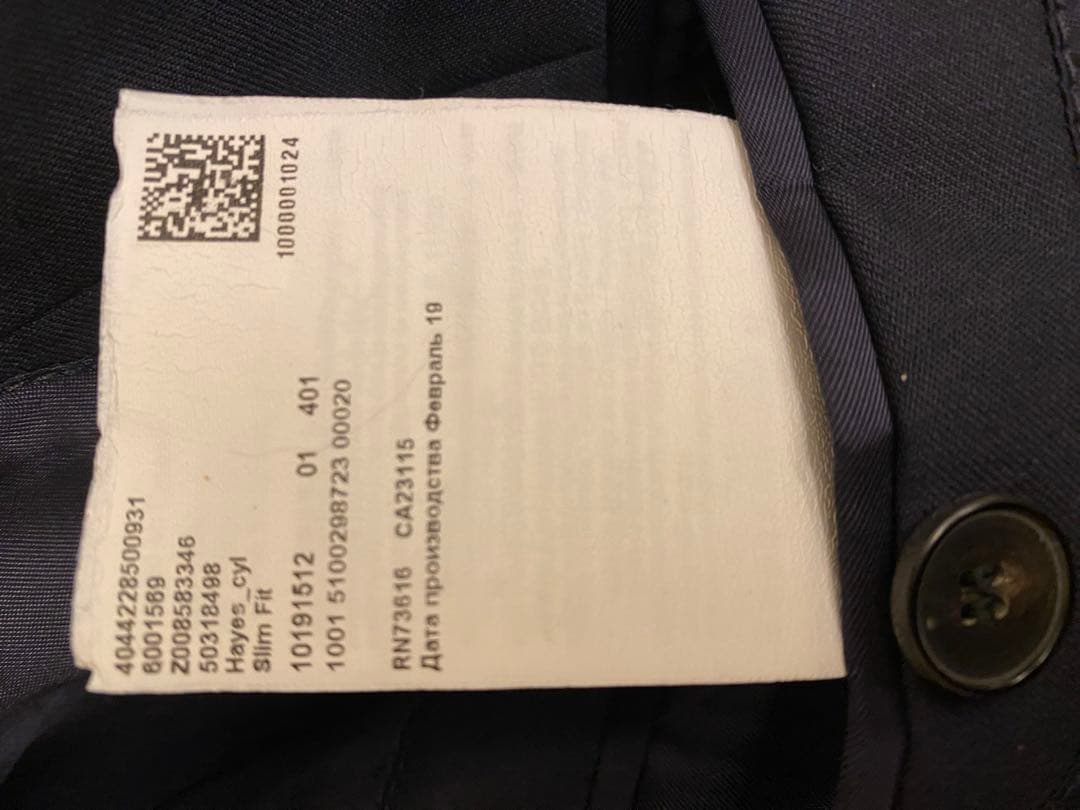 4044228500931
6001569
Z008583346
50318498
Hayes_cyl
Slim Fit
10191512 01 401
1001 5100298723 00020
RN73616 CA23115
Дата производства Февраль 19
1000001024